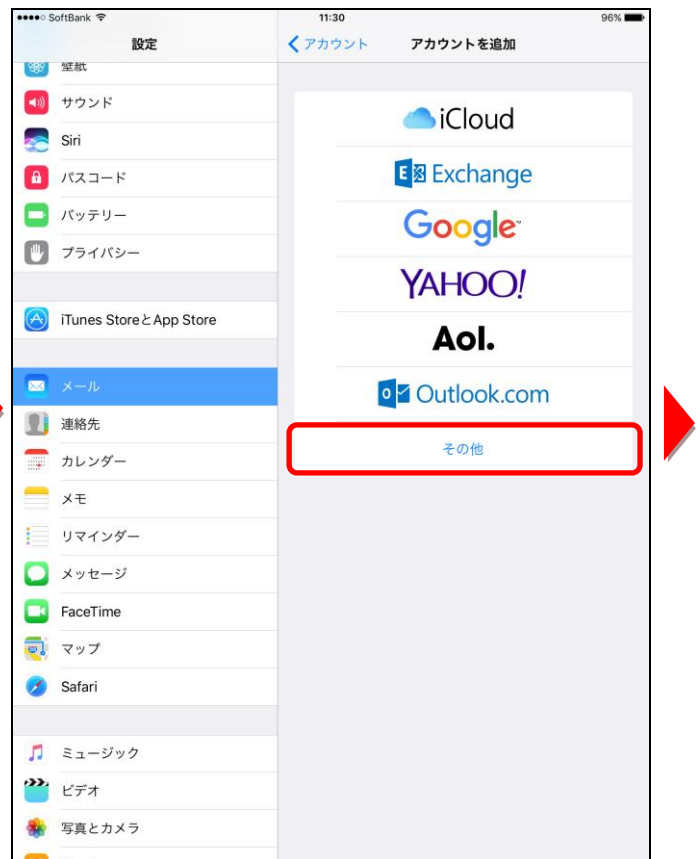 SoftBank 11:30 96%
設定
アカウント アカウントを追加
壁紙
サウンド
Siri
パスコード
バッテリー
プライバシー
iTunes StoreとApp Store
メール
連絡先
カレンダー
メモ
リマインダー
メッセージ
FaceTime
マップ
Safari
ミュージック
ビデオ
写真とカメラ
iCloud
Exchange
Google
YAHOO!
Aol.
Outlook.com
その他